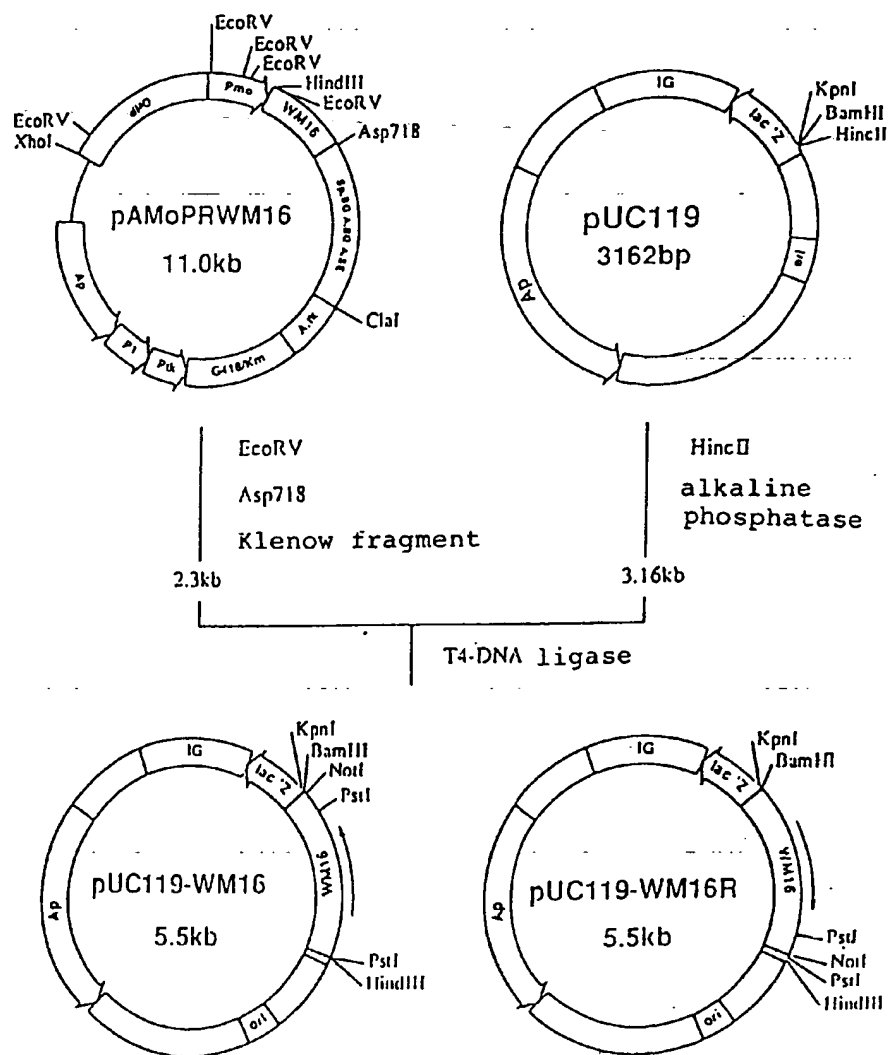 EcoRV
EcoRV
EcoRV
HindIII
EcoRV
Asp718
EcoRV
XhoI
Pmo
WM16
pAMoPRWM16
11.0kb
Ap
P1
Ptk
G418/Km
ClaI
IG
lac 'Z
KpnI
BamHI
HincII
pUC119
3162bp
Ap
EcoRV
Asp718
Klenow fragment
2.3kb
HincII
alkaline
phosphatase
3.16kb
T4-DNA ligase
IG
lac 'Z
KpnI
BamHI
NotI
PstI
WM16
pUC119-WM16
5.5kb
Ap
PstI
HindIII
ori
IG
lac 'Z
KpnI
BamHI
WM16
pUC119-WM16R
5.5kb
Ap
PstI
NotI
PstI
HindIII
ori